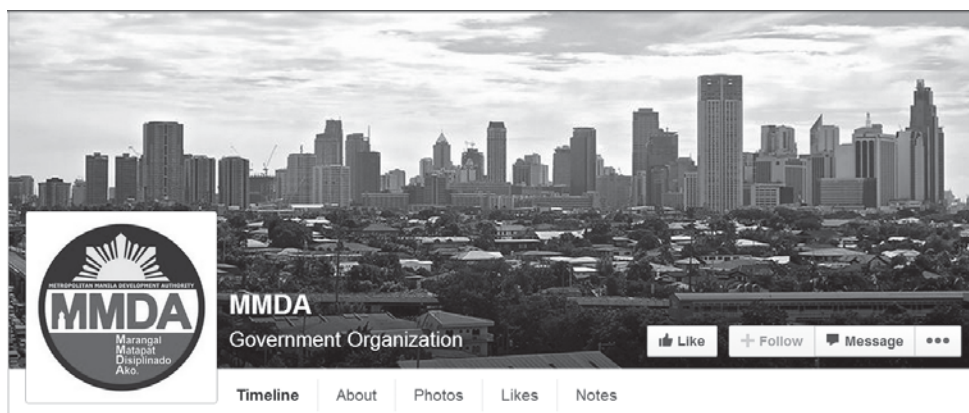 METROPOLITAN MANILA DEVELOPMENT AUTHORITY
MMDA
Marangal
Matapat
Disiplinado
Ako.
MMDA
Government Organization
Like
Follow
Message
Timeline About Photos Likes Notes